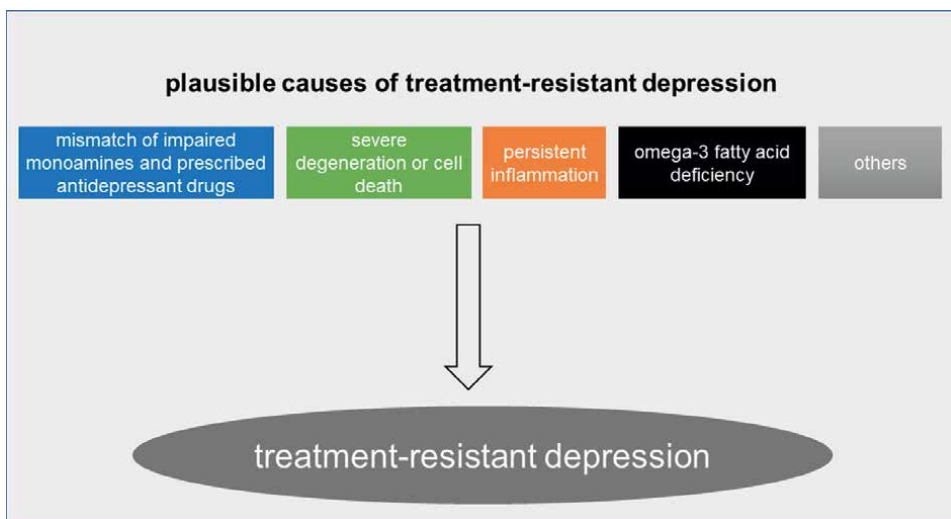 plausible causes of treatment-resistant depression
mismatch of impaired
monoamines and prescribed
antidepressant drugs
severe
degeneration or cell
death
persistent
inflammation
omega-3 fatty acid
deficiency
others
treatment-resistant depression